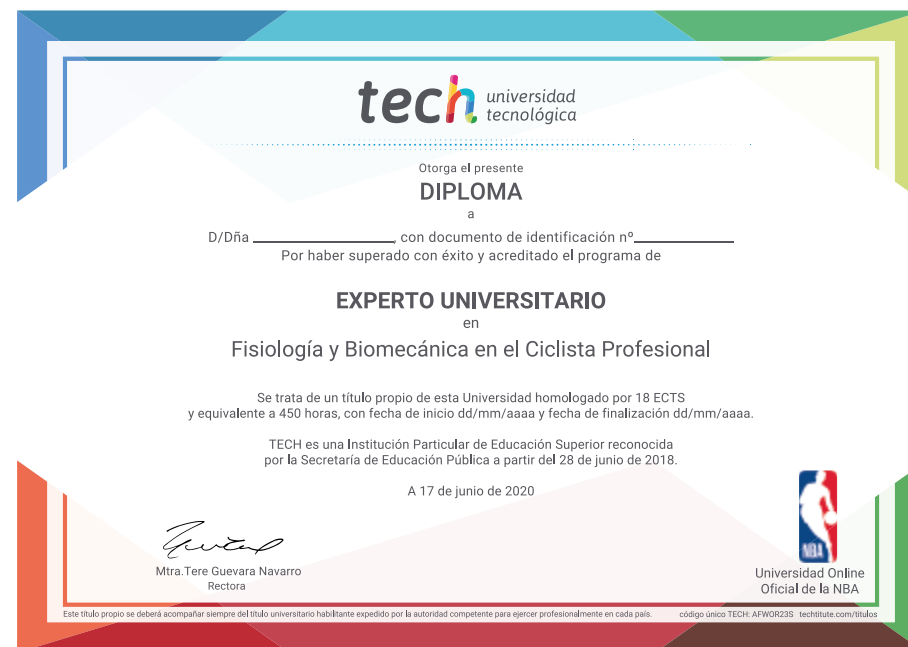 tech universidad
tecnológica
Otorga el presente
DIPLOMA
a
D/Dña ____________________, con documento de identificación nº______________
Por haber superado con éxito y acreditado el programa de
EXPERTO UNIVERSITARIO
en
Fisiología y Biomecánica en el Ciclista Profesional
Se trata de un título propio de esta Universidad homologado por 18 ECTS
y equivalente a 450 horas, con fecha de inicio dd/mm/aaaa y fecha de finalización dd/mm/aaaa.
TECH es una Institución Particular de Educación Superior reconocida
por la Secretaría de Educación Pública a partir del 28 de junio de 2018.
A 17 de junio de 2020
NBA
Mtra.Tere Guevara Navarro
Rectora
Universidad Online
Oficial de la NBA
Este título propio se deberá acompañar siempre del título universitario habilitante expedido por la autoridad competente para ejercer profesionalmente en cada país. código único TECH: AFWOR23S techtitute.com/titulos